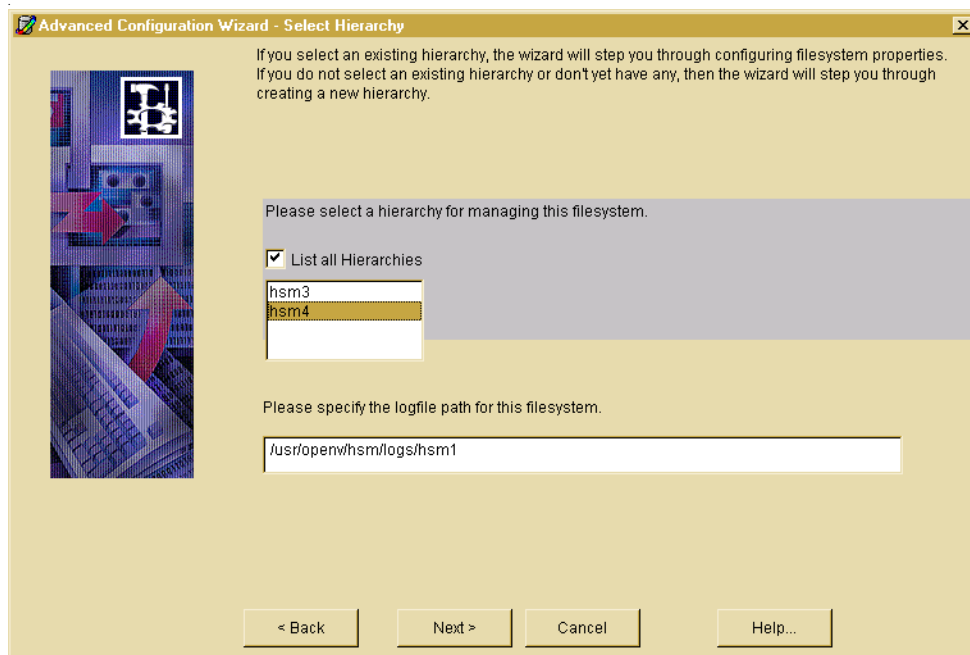 Advanced Configuration Wizard - Select Hierarchy
If you select an existing hierarchy, the wizard will step you through configuring filesystem properties.
If you do not select an existing hierarchy or don't yet have any, then the wizard will step you through
creating a new hierarchy.
Please select a hierarchy for managing this filesystem.
List all Hierarchies
hsm3
hsm4
Please specify the logfile path for this filesystem.
/usr/openv/hsm/logs/hsm1
< Back
Next >
Cancel
Help...